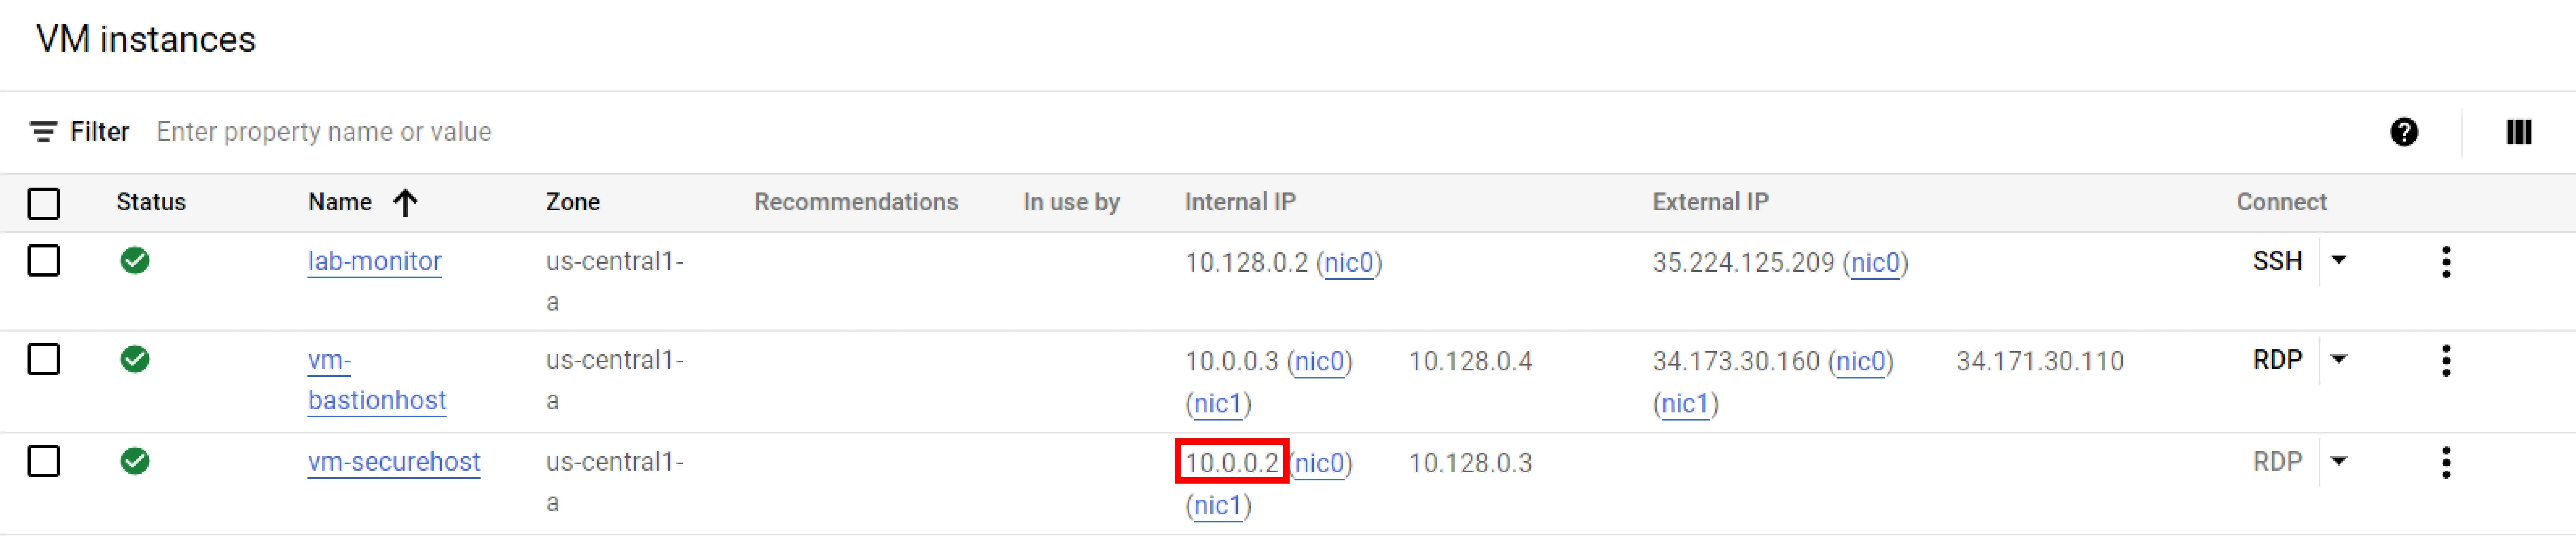 VM instances
Filter Enter property name or value
Status Name Zone Recommendations In use by Internal IP External IP Connect
lab-monitor us-central1- 10.128.0.2 (nic0) 35.224.125.209 (nic0) SSH
a
vm- us-central1- 10.0.0.3 (nic0) 10.128.0.4 34.173.30.160 (nic0) 34.171.30.110 RDP
bastionhost a (nic1) (nic1)
vm-securehost us-central1- 10.0.0.2 (nic0) 10.128.0.3 RDP
a (nic1)